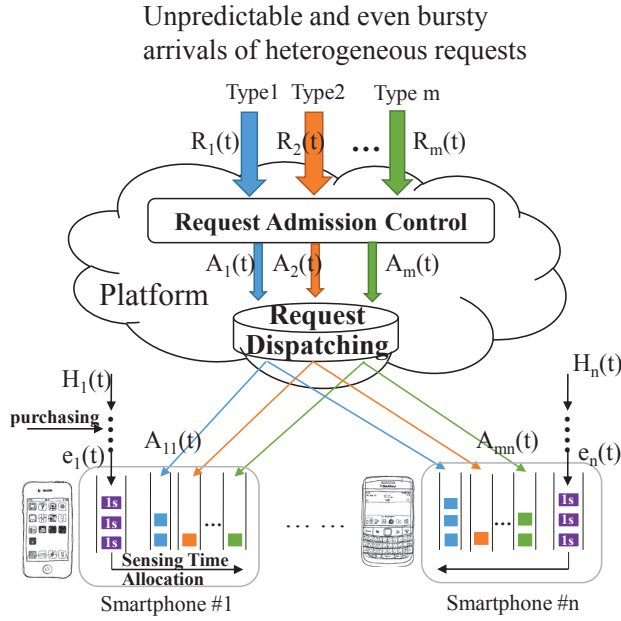 Unpredictable and even bursty
arrivals of heterogeneous requests
Type1 Type2 Type m
R1(t) R2(t) ... Rm(t)
Request Admission Control
A1(t) A2(t) Am(t)
Platform
Request
Dispatching
H1(t) Hn(t)
purchasing
e1(t) A11(t) Amn(t) en(t)
1s 1s
1s ... ... 1s
1s ... ... 1s
Sensing Time
Allocation
Smartphone #1 Smartphone #n